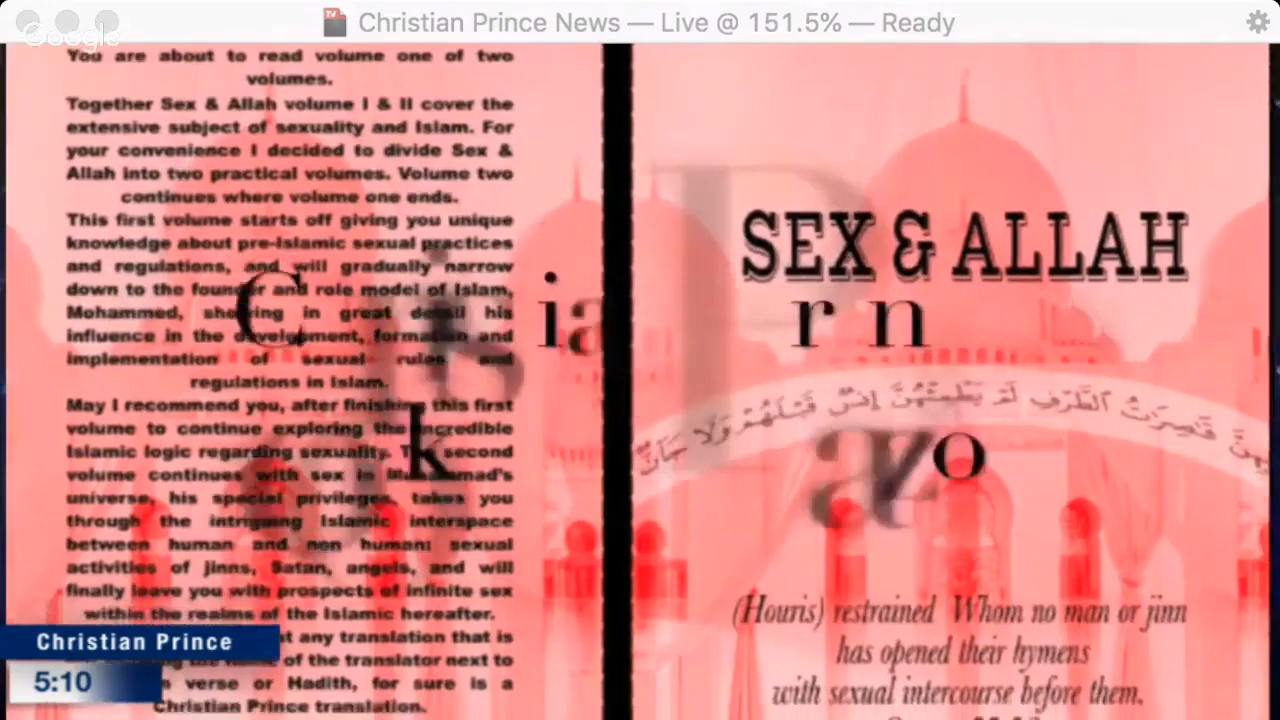 Christian Prince News — Live @ 151.5% — Ready
Google
You are about to read volume one of two
volumes.
Together Sex & Allah volume I & II cover the
extensive subject of sexuality and Islam. For
your convenience I decided to divide Sex &
Allah into two practical volumes. Volume two
continues where volume one ends.
This first volume starts off giving you unique
knowledge about pre-Islamic sexual practices
and regulations, and will gradually narrow
down to the founder and role model of Islam,
Mohammed, showing in great detail his
influence in the development, formation and
implementation of sexual rules and
regulations in Islam.
May I recommend you, after finishing this first
volume to continue exploring the incredible
Islamic logic regarding sexuality. The second
volume continues with sex in Muhammad's
universe, his special privileges, takes you
through the intriguing Islamic interspace
between human and non human: sexual
activities of Jinns, Satan, angels, and will
finally leave you with prospects of infinite sex
within the realms of the Islamic hereafter.
at any translation that is
of the translator next to
verse or Hadith, for sure is a
Christian Prince translation.
Christian Prince
5:10
SEX & ALLAH
قَٰصِرَٰتُ ٱلطَّرْفِ لَمْ يَطْمِثْهُنَّ إِنسٌ قَبْلَهُمْ وَلَا جَآنٌّ
(Houris) restrained Whom no man or jinn
has opened their hymens
with sexual intercourse before them.